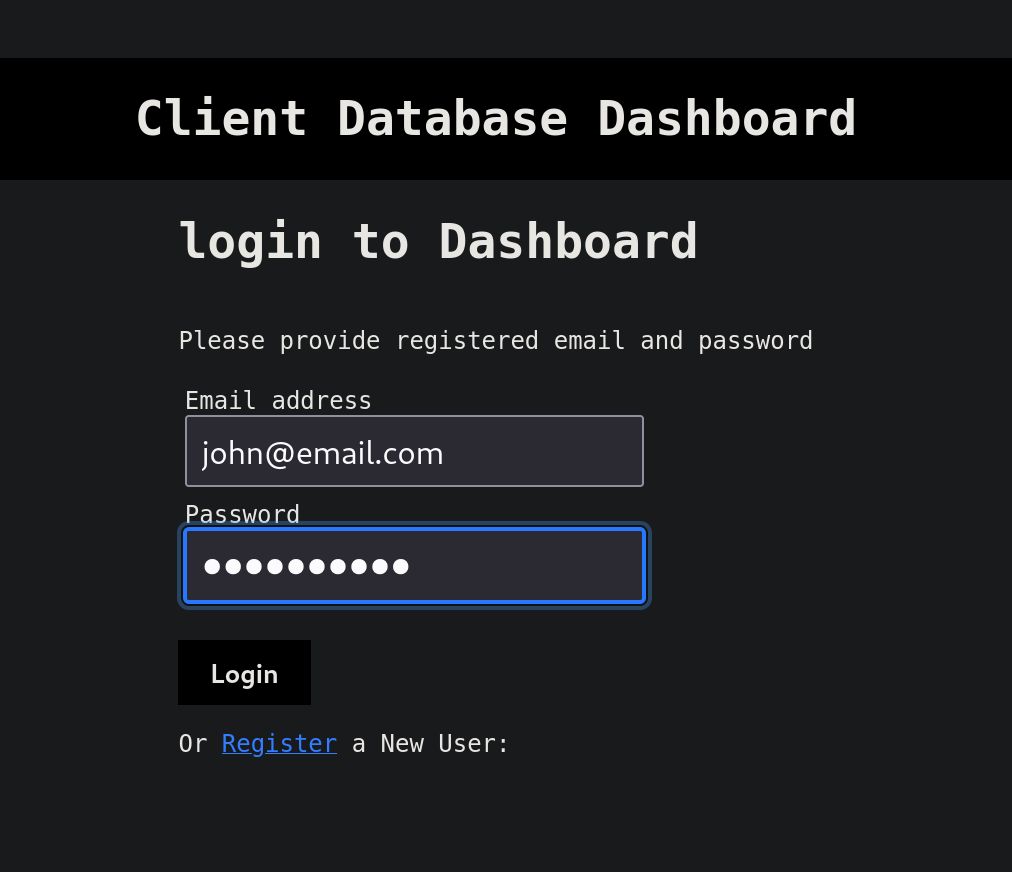 Client Database Dashboard
login to Dashboard
Please provide registered email and password
Email address
john@email.com
Password
●●●●●●●●●●
Login
Or Register a New User: